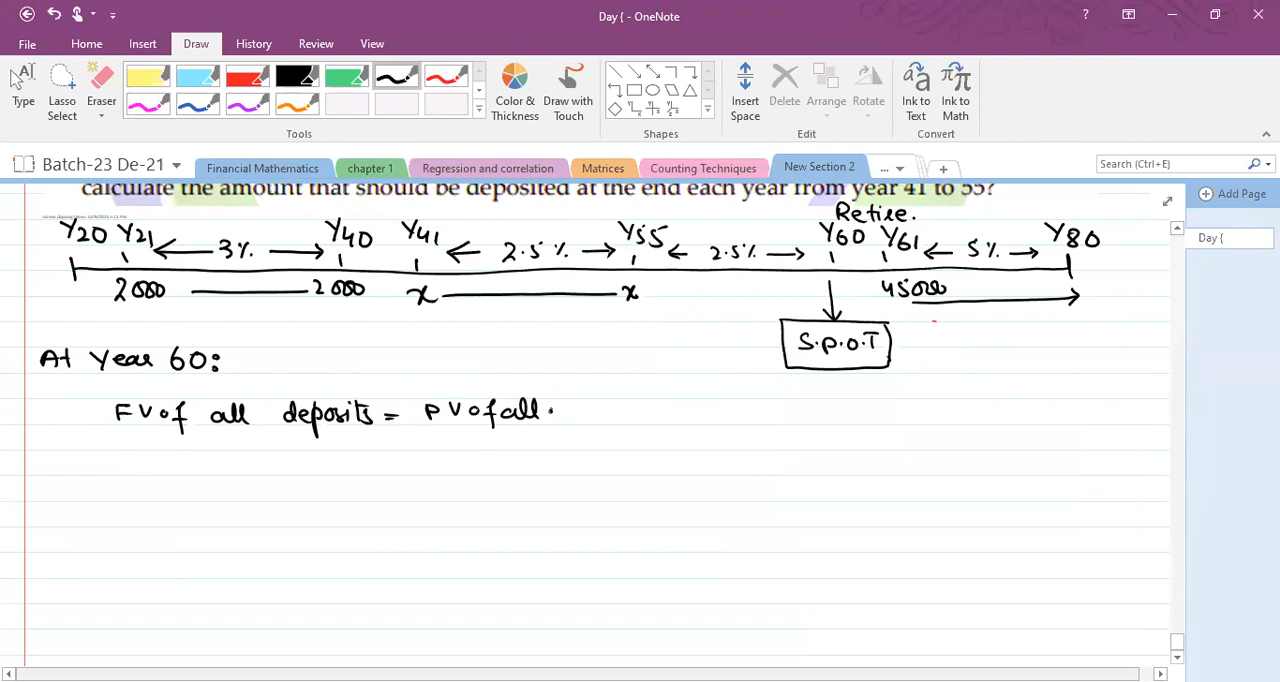 Day { - OneNote
?
File Home Insert Draw History Review View
Type
Lasso Select
Eraser
Color & Thickness
Draw with Touch
Insert Space
Delete Arrange Rotate
Ink to Text
Ink to Math
Tools Shapes Edit Convert
Batch-23 De-21 Financial Mathematics chapter 1 Regression and correlation Matrices Counting Techniques New Section 2 ... Search (Ctrl+E)
Add Page
Day {
calculate the amount that should be deposited at the end each year from year 41 to 55?
Retire.
Y20 Y21 3% Y40 Y41 2.5% Y55 2.5% Y60 Y61 5% Y80
2000 2000 x x 45000
S.p.o.T
At Year 60:
FV of all deposits = PV of all